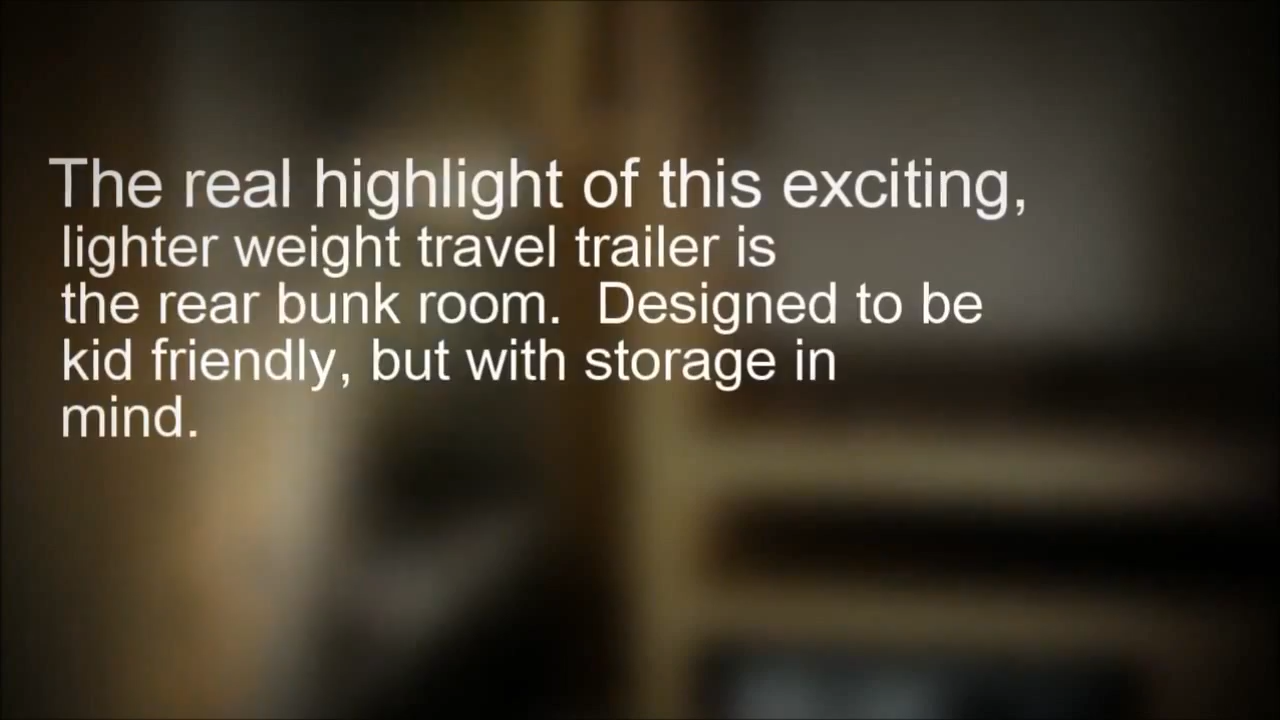 The real highlight of this exciting,
lighter weight travel trailer is
the rear bunk room.  Designed to be
kid friendly, but with storage in
mind.